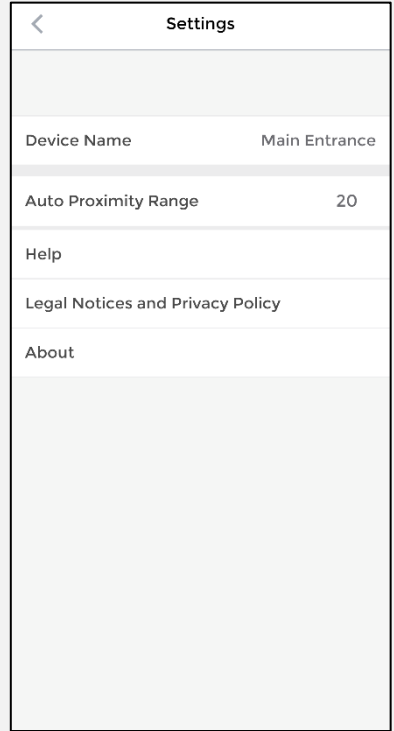 Settings
Device Name Main Entrance
Auto Proximity Range 20
Help
Legal Notices and Privacy Policy
About